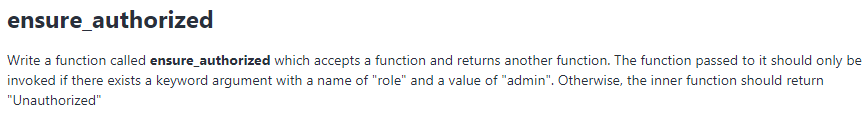 ensure_authorized
Write a function called ensure_authorized which accepts a function and returns another function. The function passed to it should only be
invoked if there exists a keyword argument with a name of "role" and a value of "admin". Otherwise, the inner function should return
"Unauthorized"